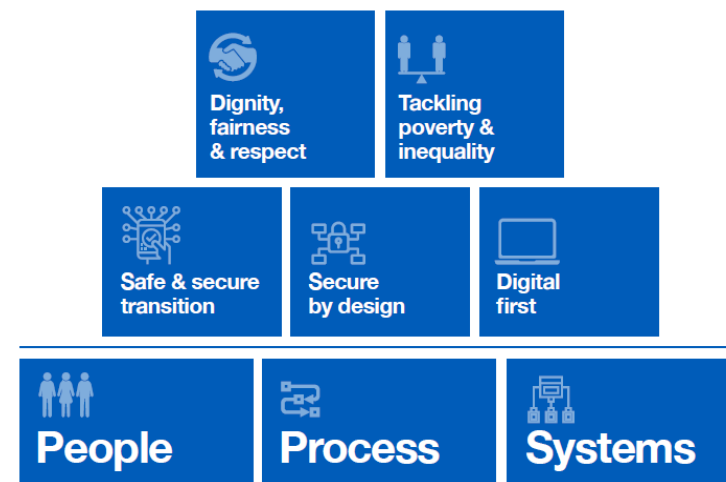 Dignity,
fairness
& respect
Tackling
poverty &
inequality
Safe & secure
transition
Secure
by design
Digital
first
People
Process
Systems